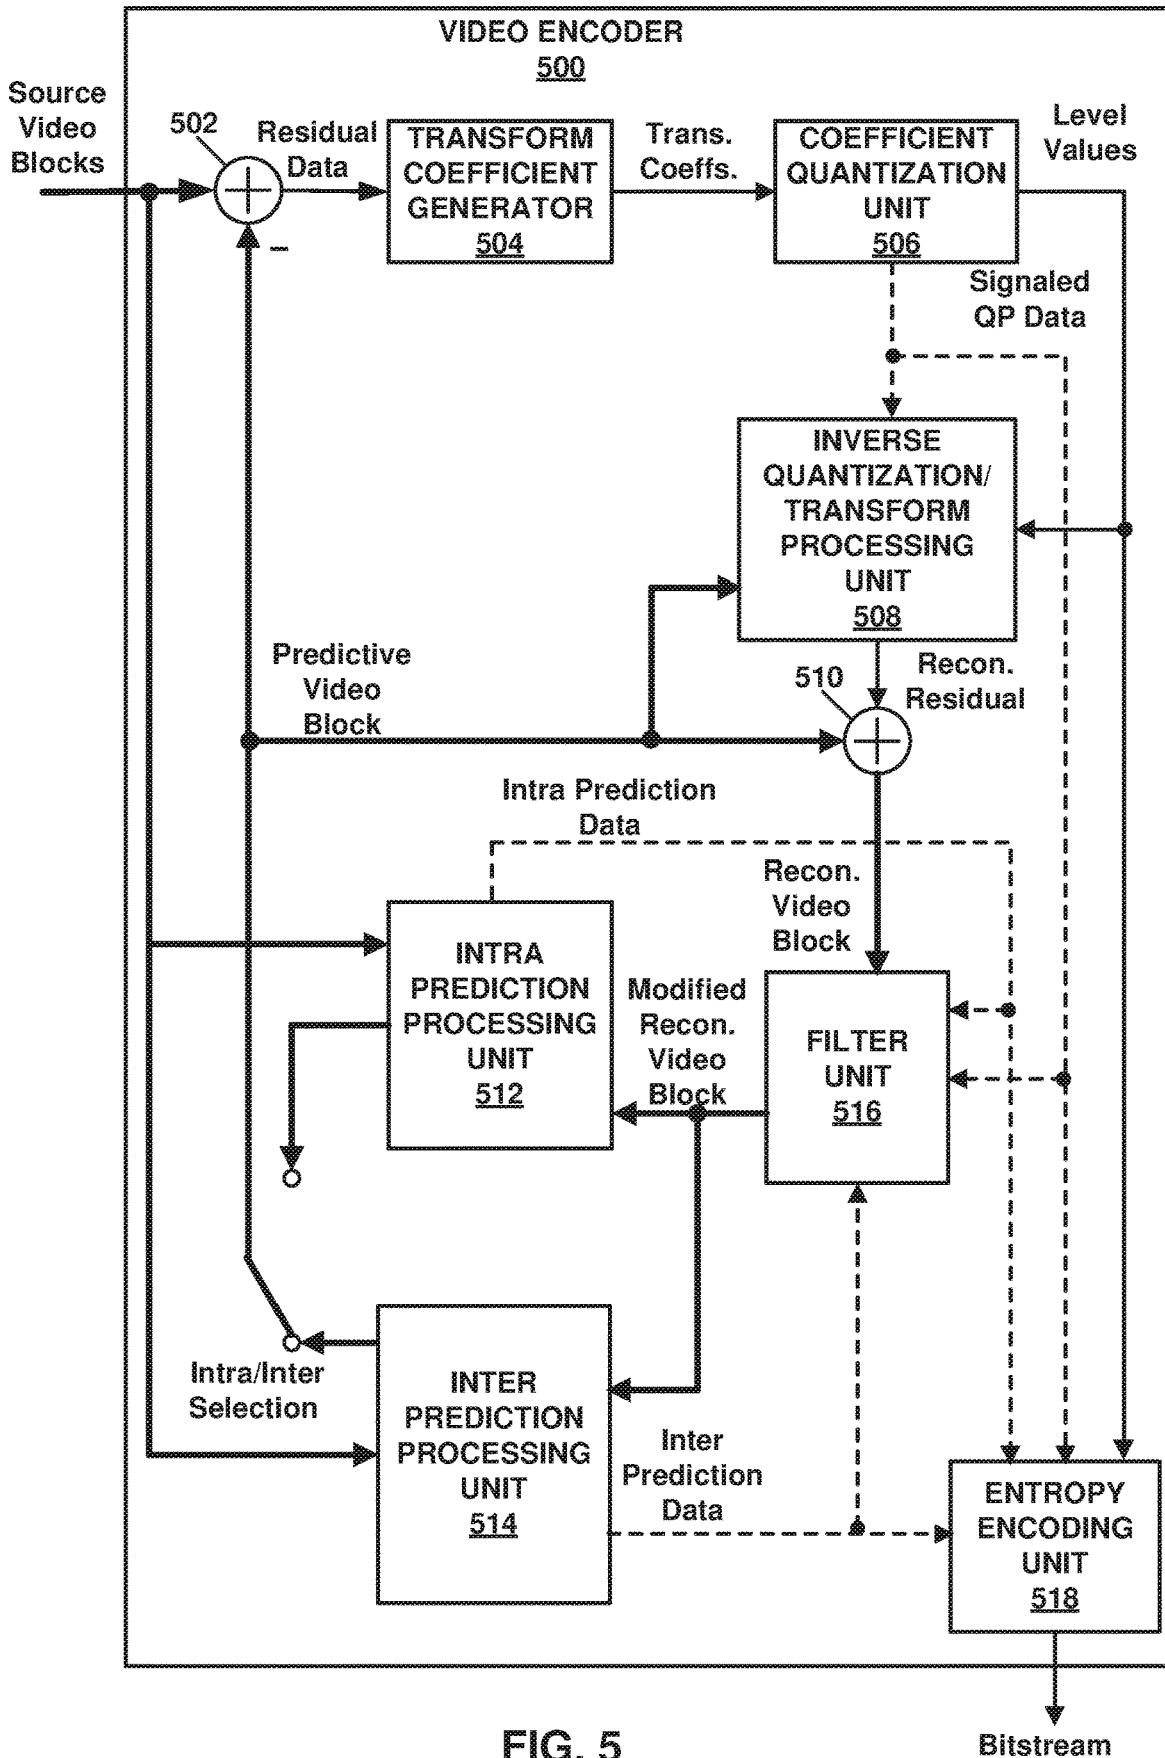 VIDEO ENCODER
500
Source
Video
Blocks
502
Residual
Data
TRANSFORM
COEFFICIENT
GENERATOR
504
Trans.
Coeffs.
COEFFICIENT
QUANTIZATION
UNIT
506
Level
Values
–
Signaled
QP Data
INVERSE
QUANTIZATION/
TRANSFORM
PROCESSING
UNIT
508
Predictive
Video
Block
510
Recon.
Residual
Intra Prediction
Data
Recon.
Video
Block
INTRA
PREDICTION
PROCESSING
UNIT
512
Modified
Recon.
Video
Block
FILTER
UNIT
516
Intra/Inter
Selection
INTER
PREDICTION
PROCESSING
UNIT
514
Inter
Prediction
Data
ENTROPY
ENCODING
UNIT
518
FIG. 5
Bitstream